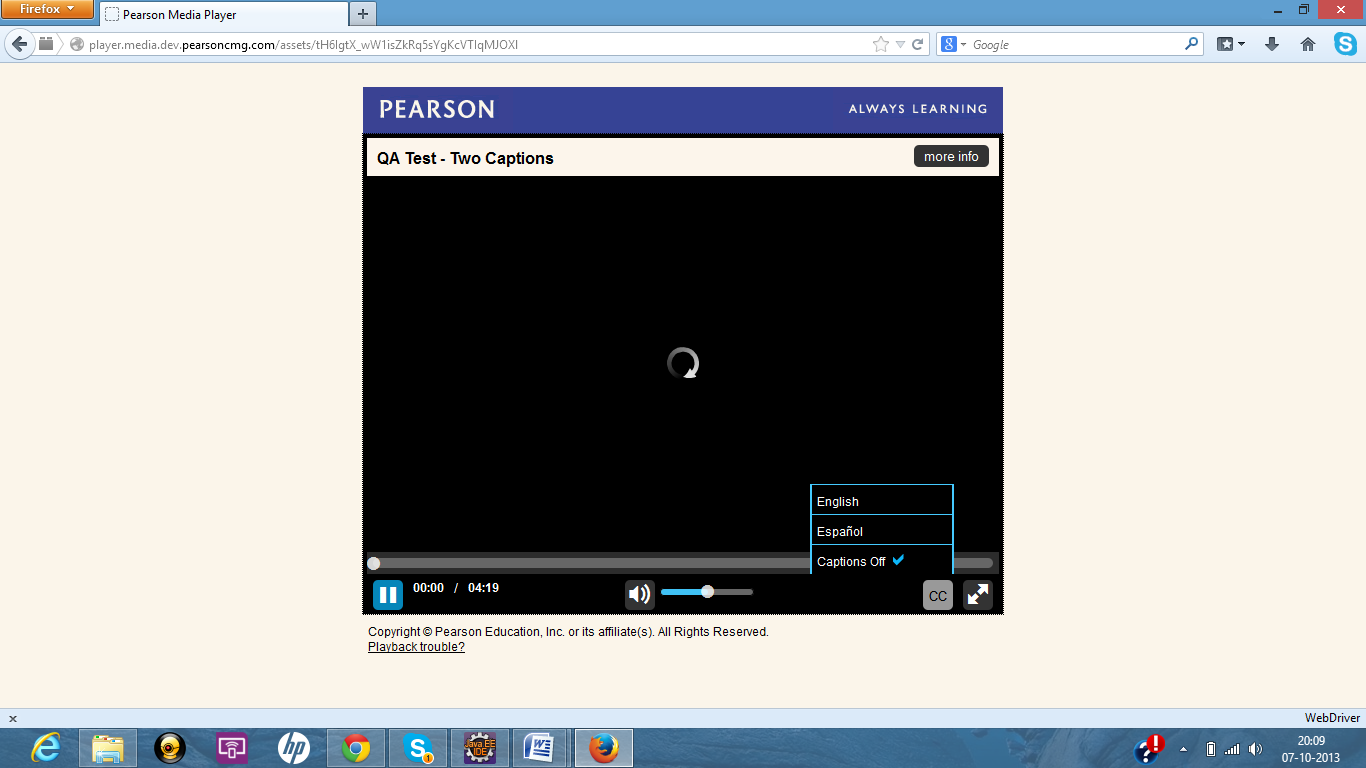 Firefox
Pearson Media Player
player.media.dev.pearsoncmg.com/assets/tH6lgtX_wW1isZkRq5sYgKcVTlqMJOXI
Google
PEARSON
ALWAYS LEARNING
QA Test - Two Captions
more info
English
Español
Captions Off
00:00 / 04:19
CC
Copyright © Pearson Education, Inc. or its affiliate(s). All Rights Reserved.
Playback trouble?
WebDriver
hp
Java EE
IDE
20:09
07-10-2013